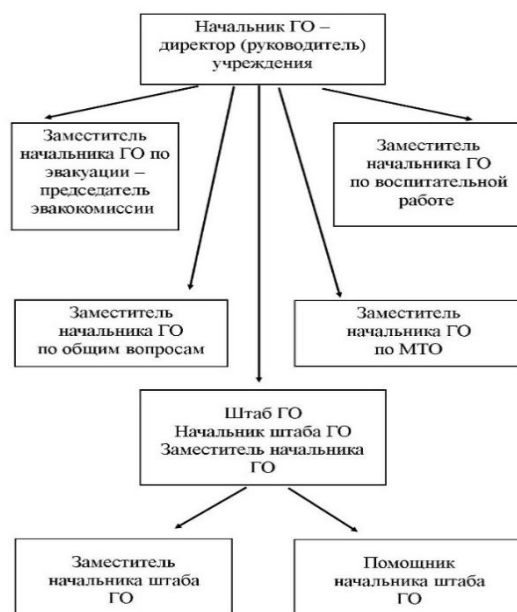 Начальник ГО –
директор (руководитель)
учреждения
Заместитель
начальника ГО по
эвакуации –
председатель
эвакокомиссии
Заместитель
начальника ГО
по воспитательной
работе
Заместитель
начальника ГО
по общим вопросам
Заместитель
начальника ГО
по МТО
Штаб ГО
Начальник штаба ГО
Заместитель начальника
ГО
Заместитель
начальника штаба
ГО
Помощник
начальника штаба
ГО